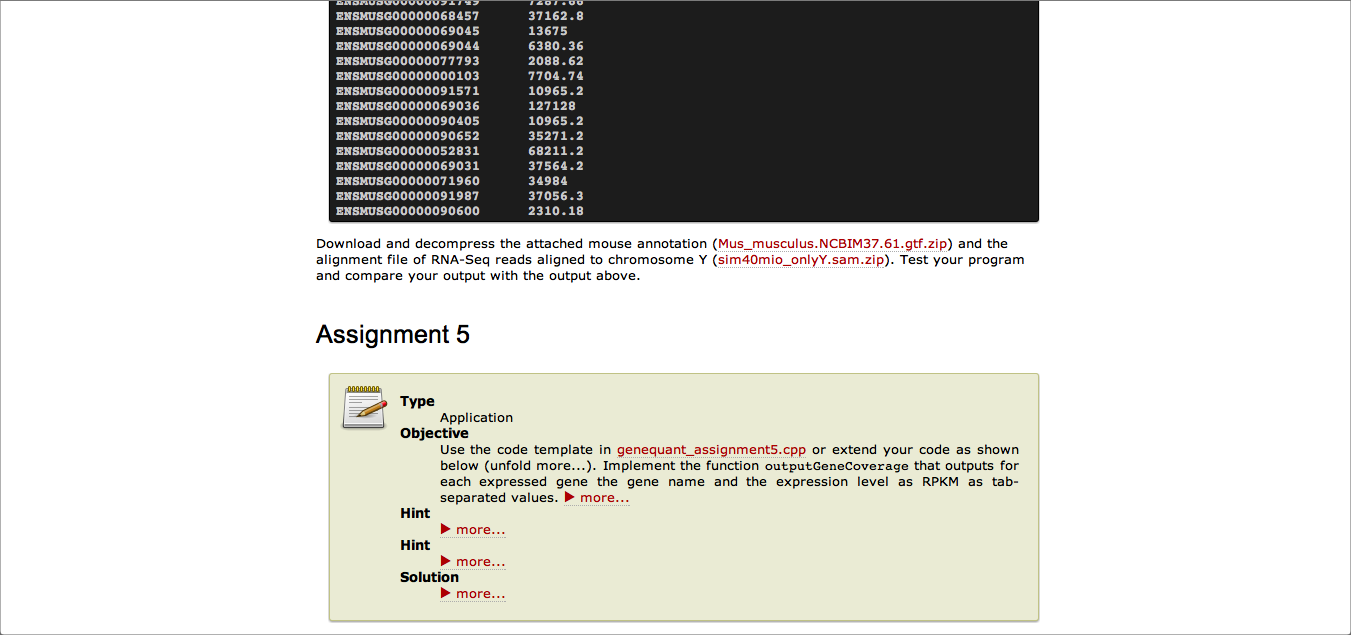 ENSMUSG00000068457 37162.8
ENSMUSG00000069045 13675
ENSMUSG00000069044 6380.36
ENSMUSG00000077793 2088.62
ENSMUSG00000000103 7704.74
ENSMUSG00000091571 10965.2
ENSMUSG00000069036 127128
ENSMUSG00000090405 10965.2
ENSMUSG00000090652 35271.2
ENSMUSG00000052831 68211.2
ENSMUSG00000069031 37564.2
ENSMUSG00000071960 34984
ENSMUSG00000091987 37056.3
ENSMUSG00000090600 2310.18
Download and decompress the attached mouse annotation (Mus_musculus.NCBIM37.61.gtf.zip) and the
alignment file of RNA-Seq reads aligned to chromosome Y (sim40mio_onlyY.sam.zip). Test your program
and compare your output with the output above.
Assignment 5
Type
Application
Objective
Use the code template in genequant_assignment5.cpp or extend your code as shown
below (unfold more...). Implement the function outputGeneCoverage that outputs for
each expressed gene the gene name and the expression level as RPKM as tab-
separated values. ▶ more...
Hint
▶ more...
Hint
▶ more...
Solution
▶ more...